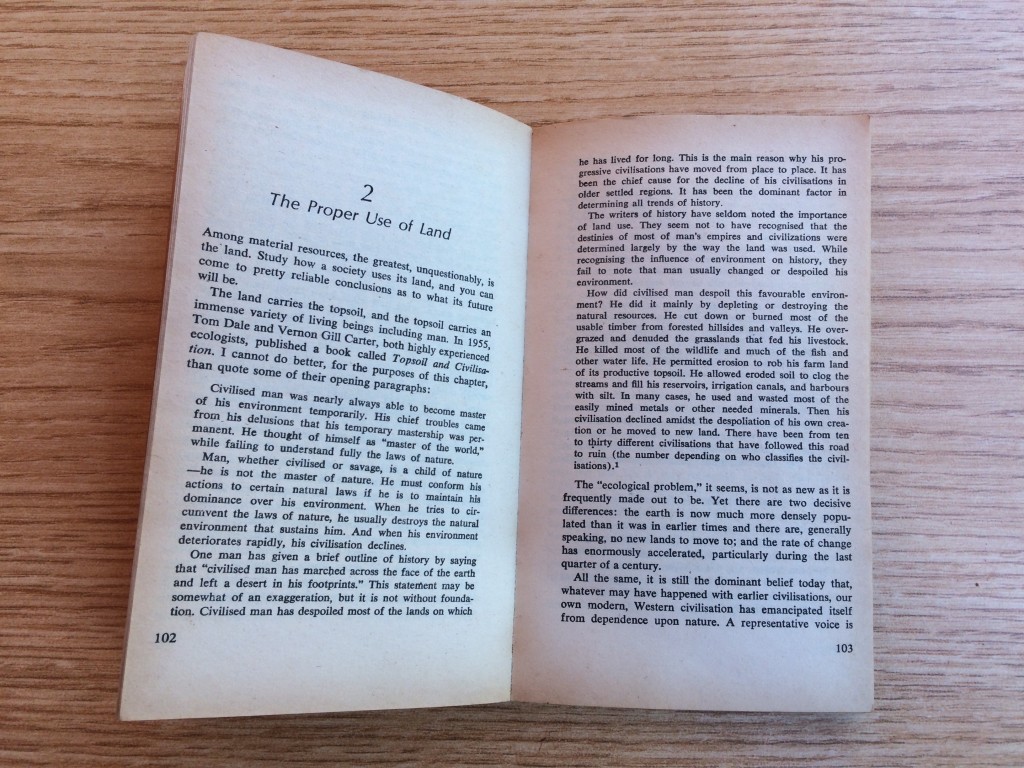 2
The Proper Use of Land
Among material resources, the greatest, unquestionably, is
the land. Study how a society uses its land, and you can
come to pretty reliable conclusions as to what its future
will be.
The land carries the topsoil, and the topsoil carries an
immense variety of living beings including man. In 1955,
Tom Dale and Vernon Gill Carter, both highly experienced
ecologists, published a book called Topsoil and Civilisa-
tion. I cannot do better, for the purposes of this chapter,
than quote some of their opening paragraphs:
Civilised man was nearly always able to become master
of his environment temporarily. His chief troubles came
from his delusions that his temporary mastership was per-
manent. He thought of himself as "master of the world,"
while failing to understand fully the laws of nature.
Man, whether civilised or savage, is a child of nature
—he is not the master of nature. He must conform his
actions to certain natural laws if he is to maintain his
dominance over his environment. When he tries to cir-
cumvent the laws of nature, he usually destroys the natural
environment that sustains him. And when his environment
deteriorates rapidly, his civilisation declines.
One man has given a brief outline of history by saying
that "civilised man has marched across the face of the earth
and left a desert in his footprints." This statement may be
somewhat of an exaggeration, but it is not without founda-
tion. Civilised man has despoiled most of the lands on which
102
he has lived for long. This is the main reason why his pro-
gressive civilisations have moved from place to place. It has
been the chief cause for the decline of his civilisations in
older settled regions. It has been the dominant factor in
determining all trends of history.
The writers of history have seldom noted the importance
of land use. They seem not to have recognised that the
destinies of most of man's empires and civilizations were
determined largely by the way the land was used. While
recognising the influence of environment on history, they
fail to note that man usually changed or despoiled his
environment.
How did civilised man despoil this favourable environ-
ment? He did it mainly by depleting or destroying the
natural resources. He cut down or burned most of the
usable timber from forested hillsides and valleys. He over-
grazed and denuded the grasslands that fed his livestock.
He killed most of the wildlife and much of the fish and
other water life. He permitted erosion to rob his farm land
of its productive topsoil. He allowed eroded soil to clog the
streams and fill his reservoirs, irrigation canals, and harbours
with silt. In many cases, he used and wasted most of the
easily mined metals or other needed minerals. Then his
civilisation declined amidst the despoliation of his own crea-
tion or he moved to new land. There have been from ten
to thirty different civilisations that have followed this road
to ruin (the number depending on who classifies the civil-
isations).1
The "ecological problem," it seems, is not as new as it is
frequently made out to be. Yet there are two decisive
differences: the earth is now much more densely popu-
lated than it was in earlier times and there are, generally
speaking, no new lands to move to; and the rate of change
has enormously accelerated, particularly during the last
quarter of a century.
All the same, it is still the dominant belief today that,
whatever may have happened with earlier civilisations, our
own modern, Western civilisation has emancipated itself
from dependence upon nature. A representative voice is
103